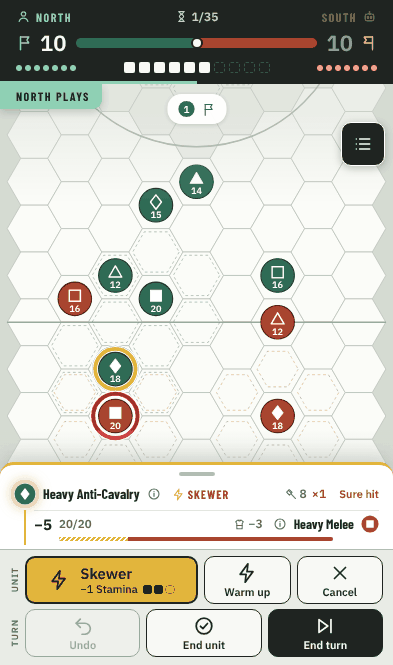 NORTH
1/35
SOUTH
10
10
NORTH PLAYS
1
14
15
12
16
16
20
12
18
20
18
Heavy Anti-Cavalry
SKEWER
8 ×1
Sure hit
−5 20/20
−3
Heavy Melee
UNIT
Skewer
−1 Stamina
Warm up
Cancel
TURN
Undo
End unit
End turn